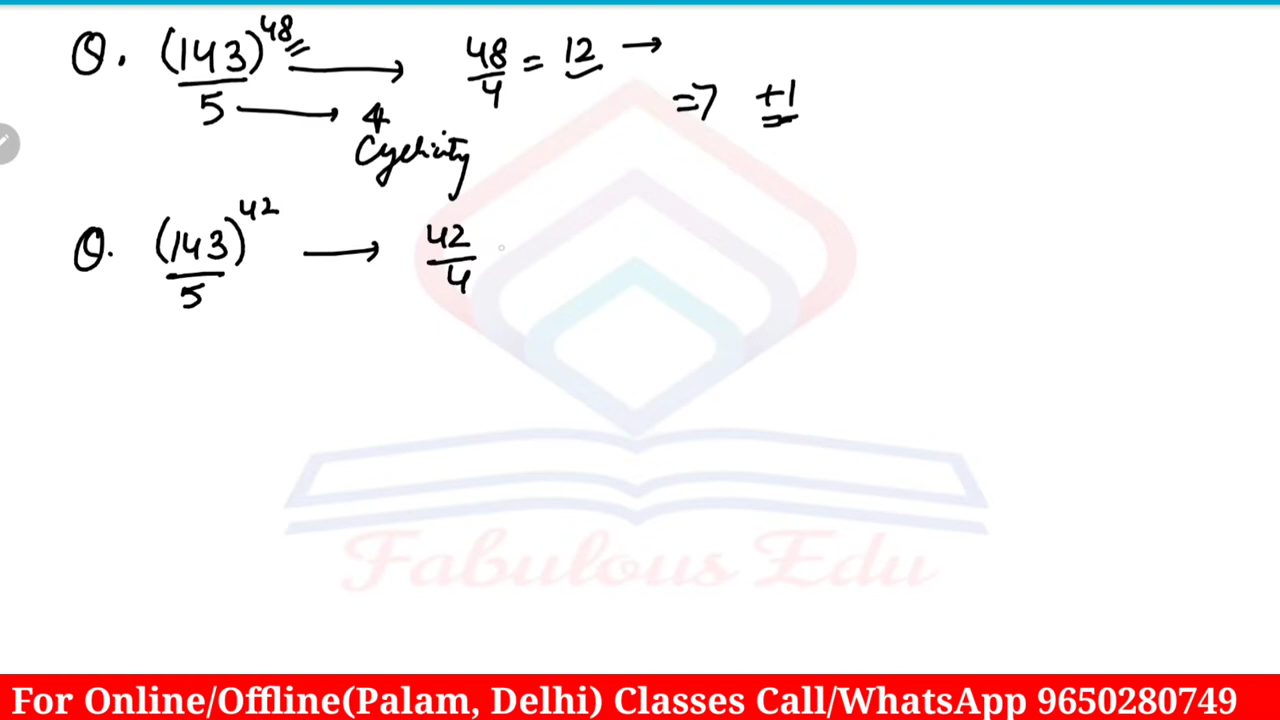 Q. (143)^48 / 5 → 48/4 = 12 →
=7 +1
5 → 4
Cyclicity
Q. (143)^42 / 5 → 42/4
Fabulous Edu
For Online/Offline(Palam, Delhi) Classes Call/WhatsApp 9650280749